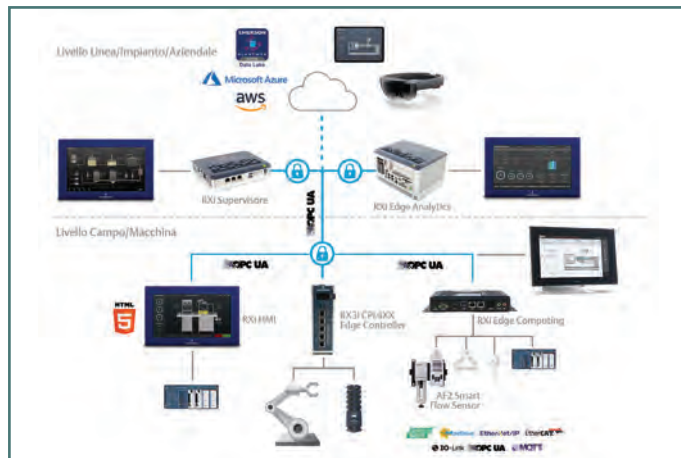 Livello Linea/Impianto/Aziendale
EMERSON
Data Lake
Microsoft Azure
aws
RXi Supervisore
RXi Edge Analytics
OPC UA
Livello Campo/Macchina
OPC UA
OPC UA
HTML
5
RXi HMI
RX3i CPL4XX
Edge Controller
RXi Edge Computing
AF2 Smart
Flow Sensor
Modbus
EtherNet/IP
EtherCAT
IO-Link
OPC UA
MQTT